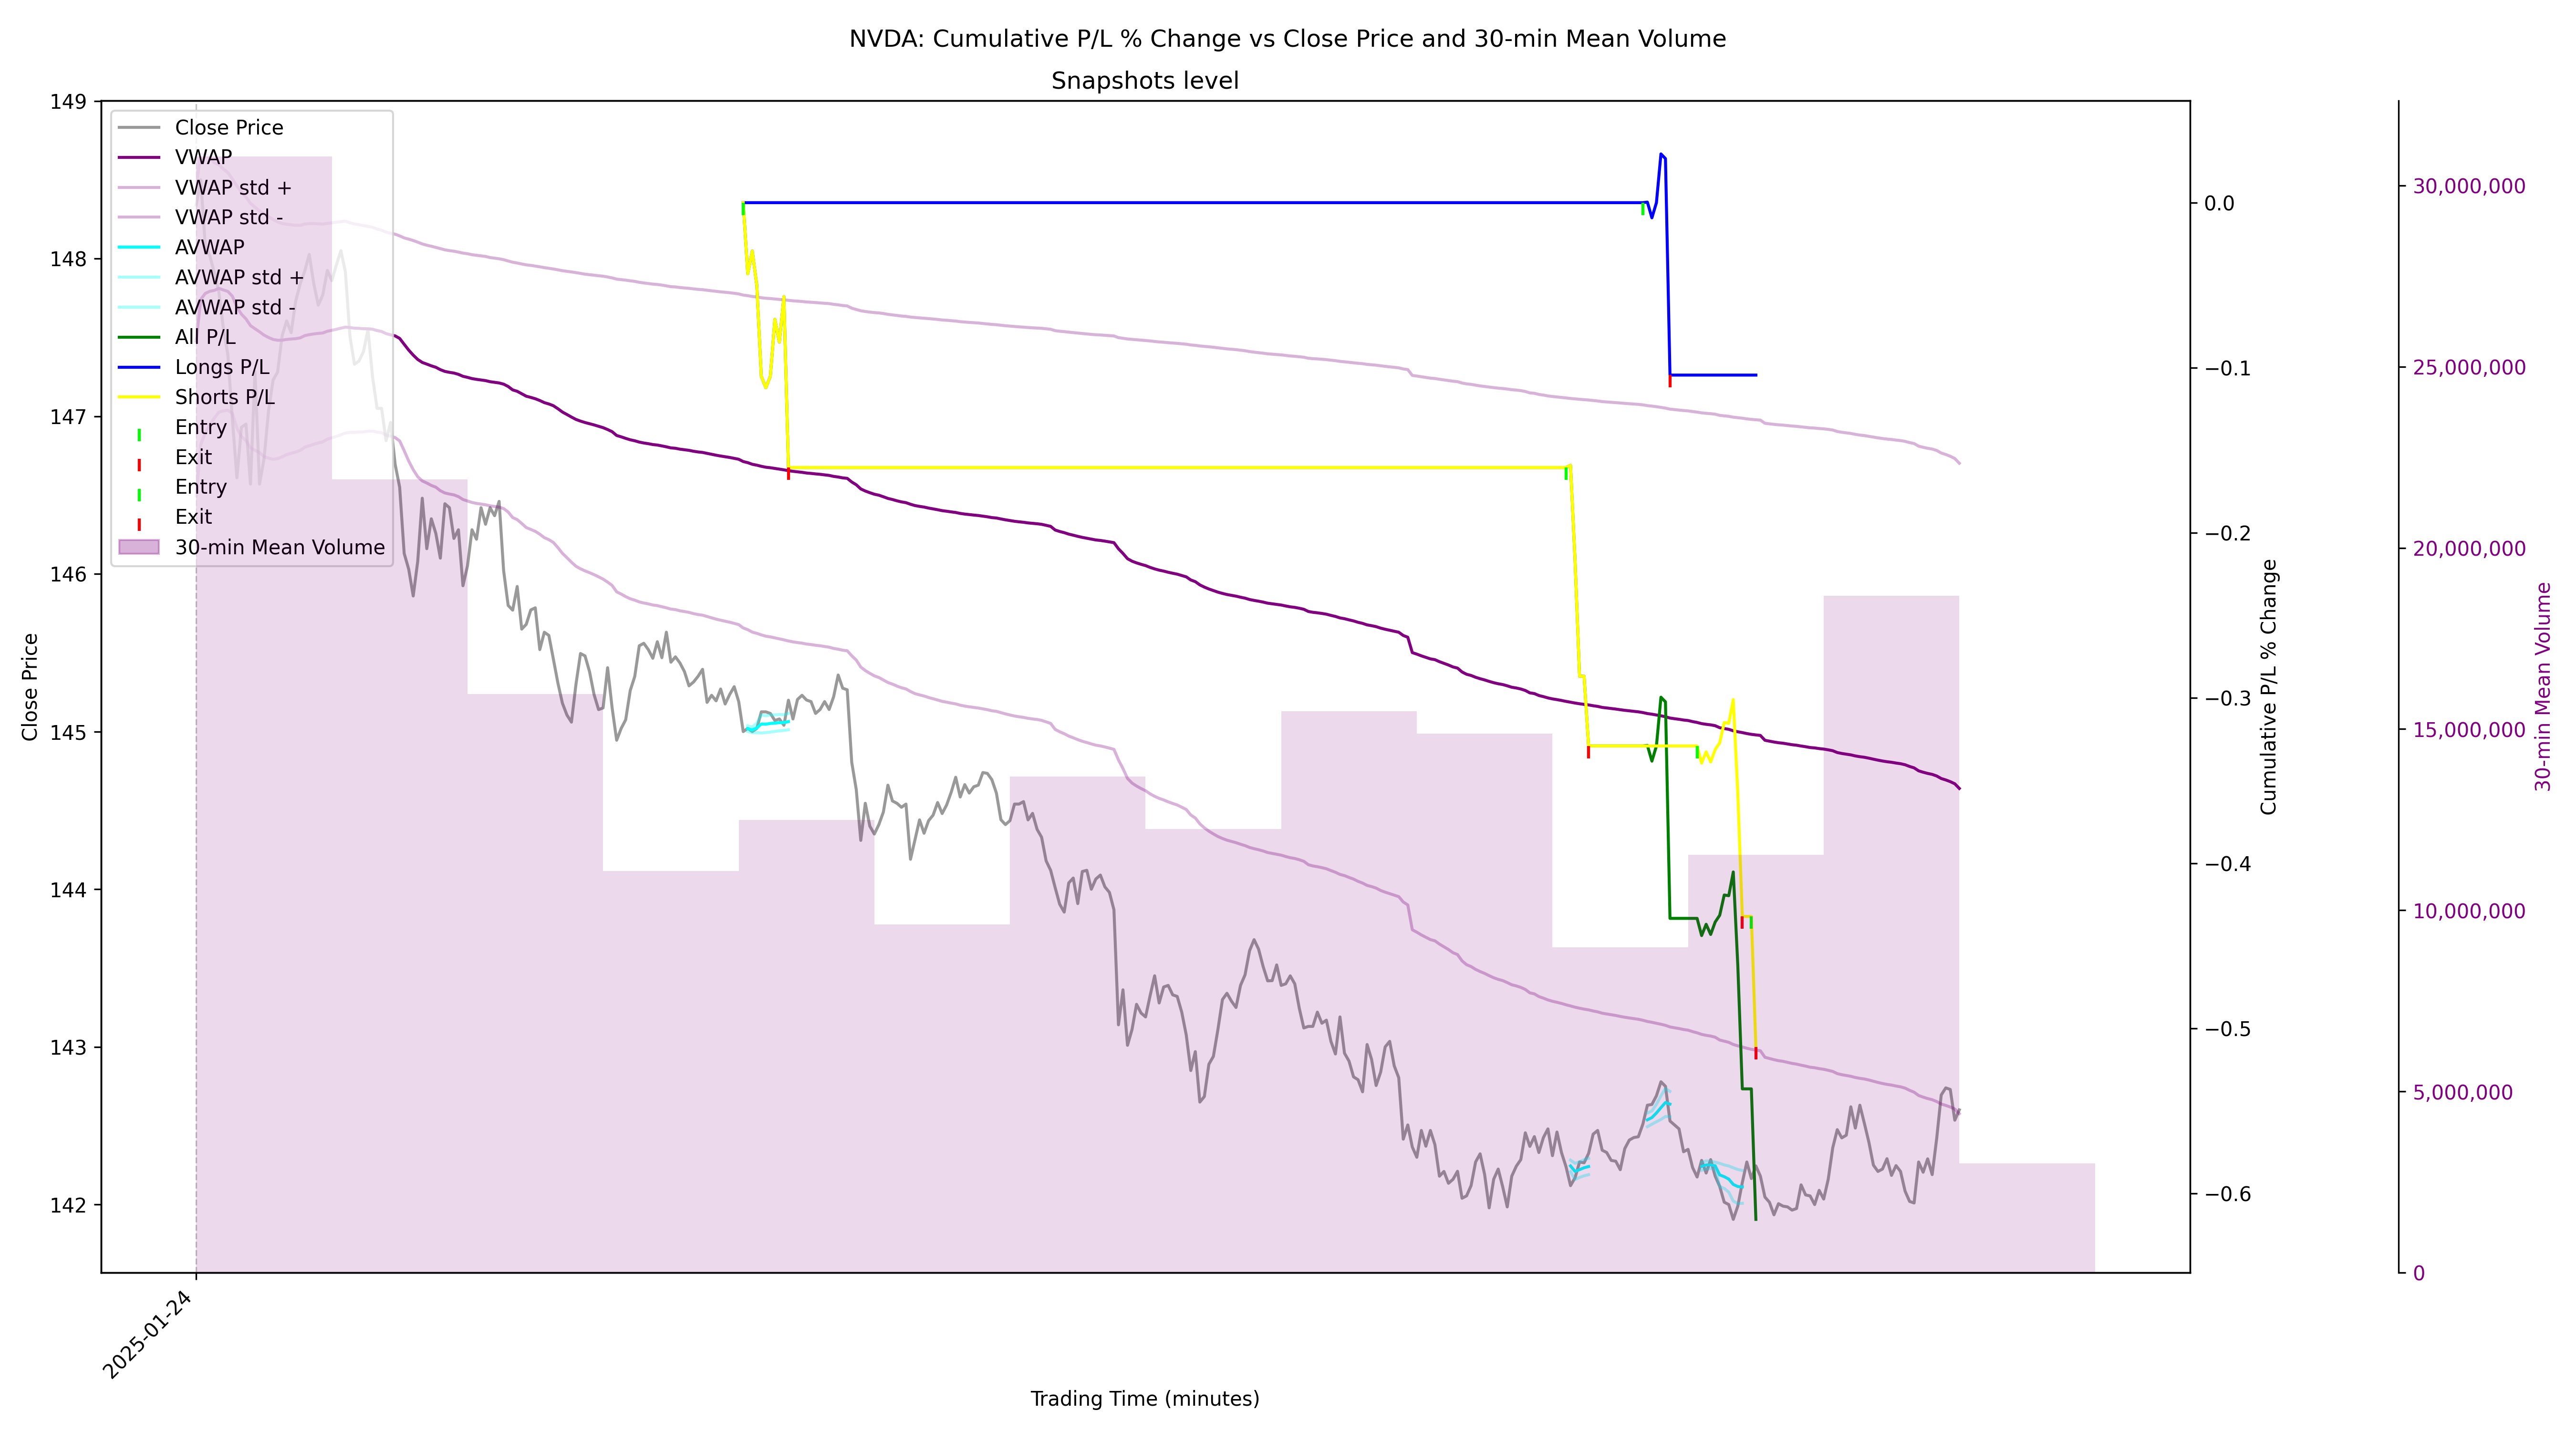 NVDA: Cumulative P/L % Change vs Close Price and 30-min Mean Volume
Snapshots level
Close Price
149
148
147
146
145
144
143
142
Close Price
VWAP
VWAP std +
VWAP std -
AVWAP
AVWAP std +
AVWAP std -
All P/L
Longs P/L
Shorts P/L
Entry
Exit
Entry
Exit
30-min Mean Volume
0.0
−0.1
−0.2
−0.3
−0.4
−0.5
−0.6
Cumulative P/L % Change
30,000,000
25,000,000
20,000,000
15,000,000
10,000,000
5,000,000
0
30-min Mean Volume
2025-01-24
Trading Time (minutes)